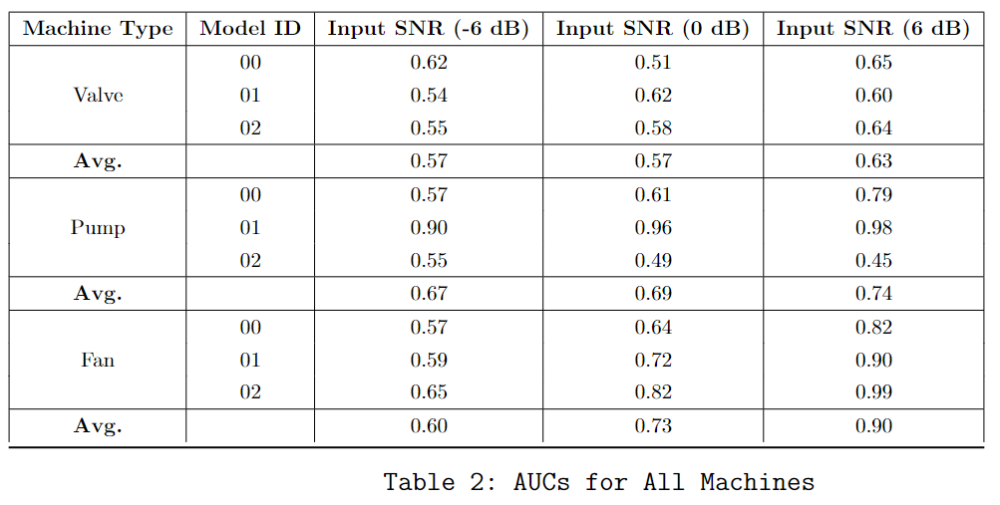 Machine Type Model ID Input SNR (-6 dB) Input SNR (0 dB) Input SNR (6 dB)
00 0.62 0.51 0.65
Valve 01 0.54 0.62 0.60
02 0.55 0.58 0.64
Avg. 0.57 0.57 0.63
00 0.57 0.61 0.79
Pump 01 0.90 0.96 0.98
02 0.55 0.49 0.45
Avg. 0.67 0.69 0.74
00 0.57 0.64 0.82
Fan 01 0.59 0.72 0.90
02 0.65 0.82 0.99
Avg. 0.60 0.73 0.90
Table 2: AUCs for All Machines